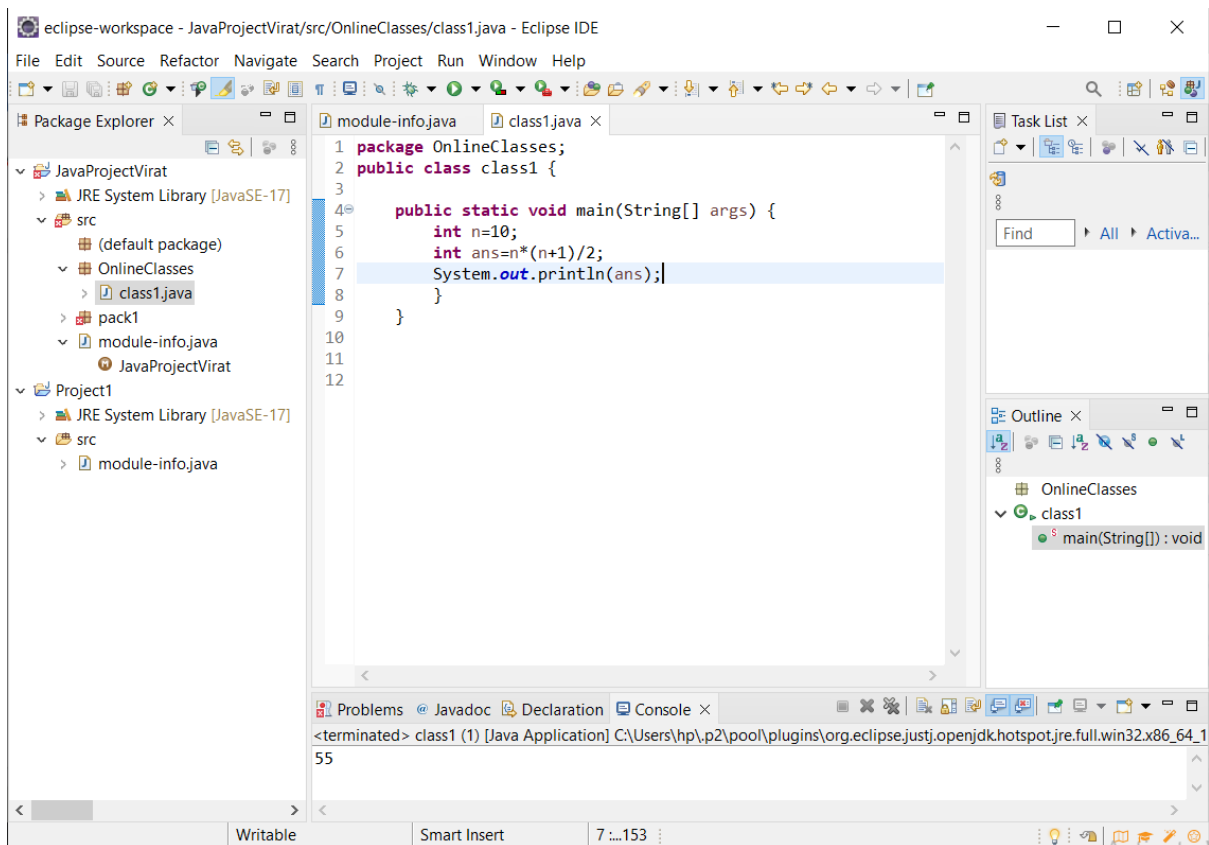 eclipse-workspace - JavaProjectVirat/src/OnlineClasses/class1.java - Eclipse IDE
File Edit Source Refactor Navigate Search Project Run Window Help
Package Explorer
JavaProjectVirat
JRE System Library [JavaSE-17]
src
(default package)
OnlineClasses
class1.java
pack1
module-info.java
JavaProjectVirat
Project1
JRE System Library [JavaSE-17]
src
module-info.java
module-info.java class1.java
1 package OnlineClasses;
2 public class class1 {
3
4 public static void main(String[] args) {
5 int n=10;
6 int ans=n*(n+1)/2;
7 System.out.println(ans);
8 }
9 }
10
11
12
Task List
Find All Activa...
Outline
OnlineClasses
class1
main(String[]) : void
Problems Javadoc Declaration Console
<terminated> class1 (1) [Java Application] C:\Users\hp\.p2\pool\plugins\org.eclipse.justj.openjdk.hotspot.jre.full.win32.x86_64_1
55
Writable Smart Insert 7 :...153